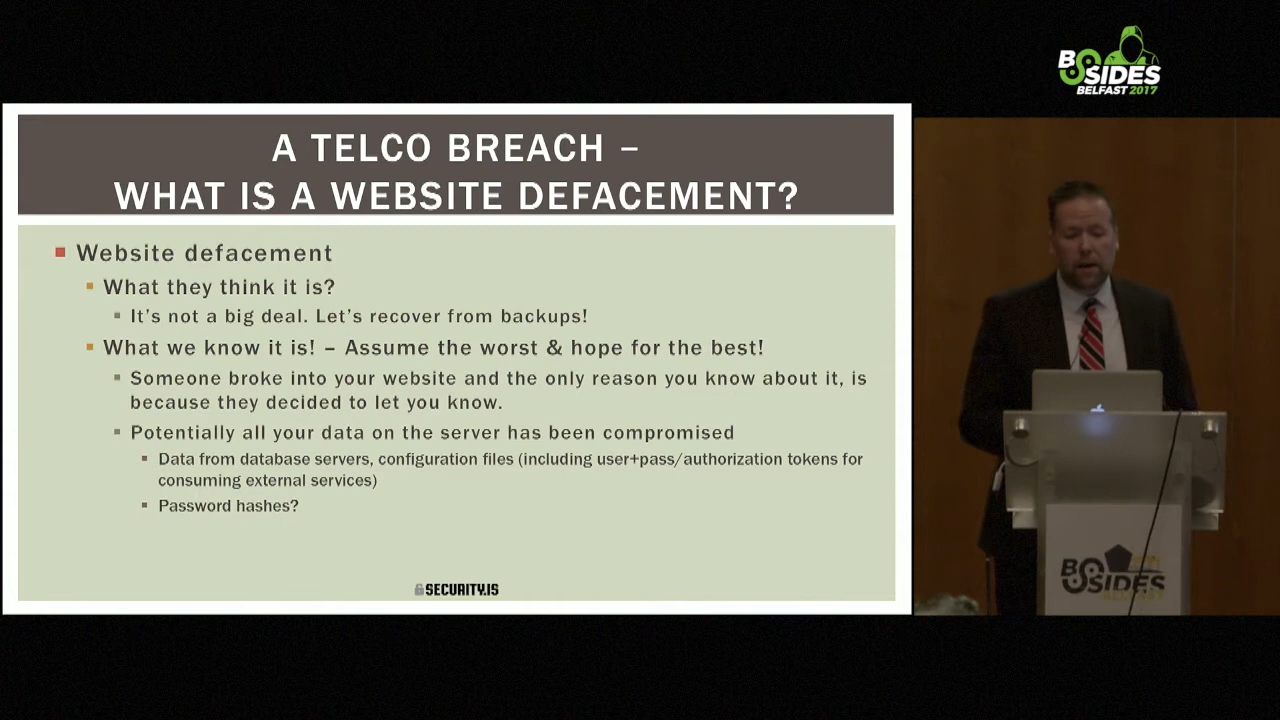 BSIDES
BELFAST 2017
A TELCO BREACH –
WHAT IS A WEBSITE DEFACEMENT?
Website defacement
What they think it is?
It's not a big deal. Let's recover from backups!
What we know it is! – Assume the worst & hope for the best!
Someone broke into your website and the only reason you know about it, is
because they decided to let you know.
Potentially all your data on the server has been compromised
Data from database servers, configuration files (including user+pass/authorization tokens for
consuming external services)
Password hashes?
SECURITY.IS
BSIDES
BELFAST